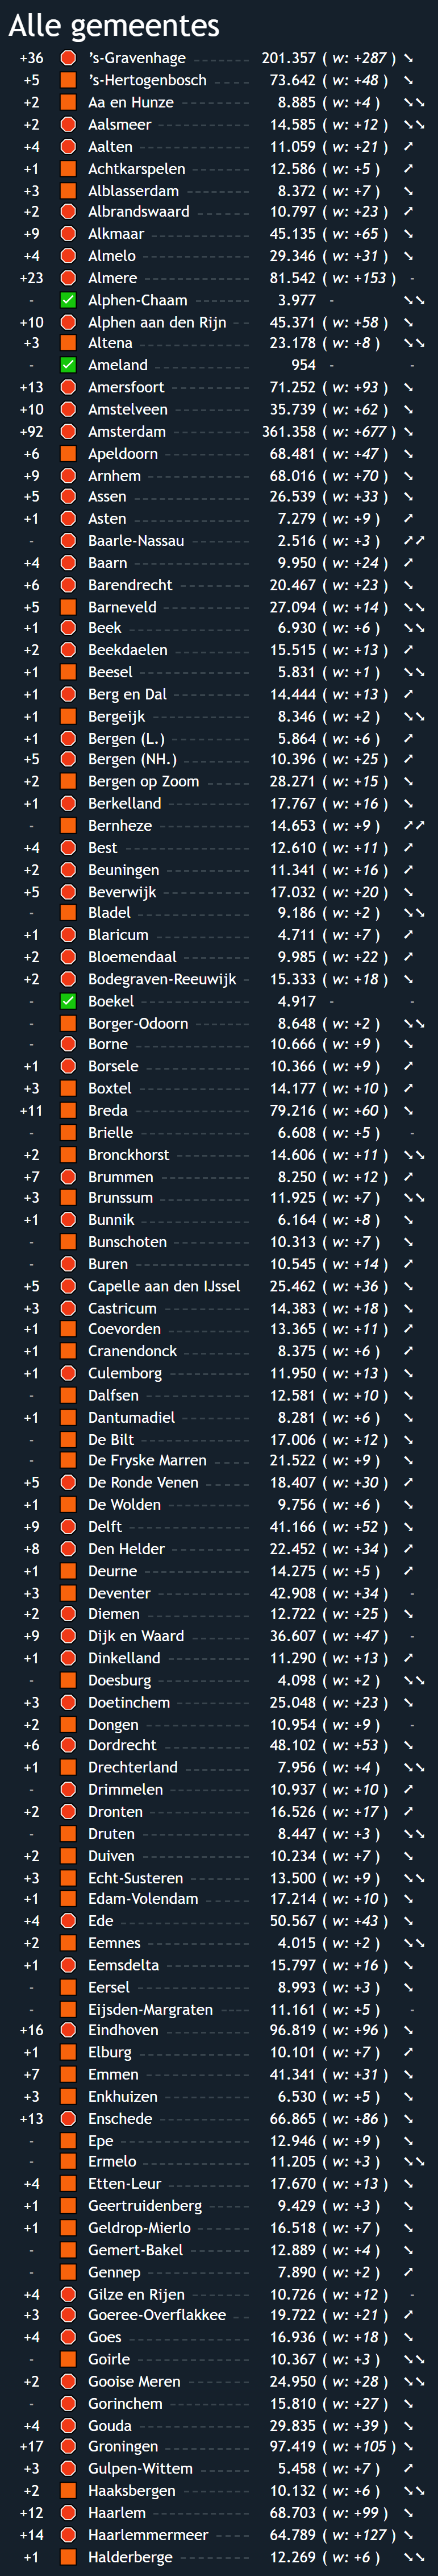 Alle gemeentes
+36 ’s-Gravenhage 201.357 ( w: +287 )
+5 ’s-Hertogenbosch 73.642 ( w: +48 )
+2 Aa en Hunze 8.885 ( w: +4 )
+2 Aalsmeer 14.585 ( w: +12 )
+4 Aalten 11.059 ( w: +21 )
+1 Achtkarspelen 12.586 ( w: +5 )
+3 Alblasserdam 8.372 ( w: +7 )
+2 Albrandswaard 10.797 ( w: +23 )
+9 Alkmaar 45.135 ( w: +65 )
+4 Almelo 29.346 ( w: +31 )
+23 Almere 81.542 ( w: +153 ) -
- Alphen-Chaam 3.977 -
+10 Alphen aan den Rijn 45.371 ( w: +58 )
+3 Altena 23.178 ( w: +8 )
- Ameland 954 - -
+13 Amersfoort 71.252 ( w: +93 )
+10 Amstelveen 35.739 ( w: +62 )
+92 Amsterdam 361.358 ( w: +677 )
+6 Apeldoorn 68.481 ( w: +47 )
+9 Arnhem 68.016 ( w: +70 )
+5 Assen 26.539 ( w: +33 )
+1 Asten 7.279 ( w: +9 )
- Baarle-Nassau 2.516 ( w: +3 )
+4 Baarn 9.950 ( w: +24 )
+6 Barendrecht 20.467 ( w: +23 )
+5 Barneveld 27.094 ( w: +14 )
+1 Beek 6.930 ( w: +6 )
+2 Beekdaelen 15.515 ( w: +13 )
+1 Beesel 5.831 ( w: +1 )
+1 Berg en Dal 14.444 ( w: +13 )
+1 Bergeijk 8.346 ( w: +2 )
+1 Bergen (L.) 5.864 ( w: +6 )
+5 Bergen (NH.) 10.396 ( w: +25 )
+2 Bergen op Zoom 28.271 ( w: +15 )
+1 Berkelland 17.767 ( w: +16 )
- Bernheze 14.653 ( w: +9 )
+4 Best 12.610 ( w: +11 )
+2 Beuningen 11.341 ( w: +16 )
+5 Beverwijk 17.032 ( w: +20 )
- Bladel 9.186 ( w: +2 )
+1 Blaricum 4.711 ( w: +7 )
+2 Bloemendaal 9.985 ( w: +22 )
+2 Bodegraven-Reeuwijk 15.333 ( w: +18 )
- Boekel 4.917 - -
- Borger-Odoorn 8.648 ( w: +2 )
- Borne 10.666 ( w: +9 )
+1 Borsele 10.366 ( w: +9 )
+3 Boxtel 14.177 ( w: +10 )
+11 Breda 79.216 ( w: +60 )
- Brielle 6.608 ( w: +5 ) -
+2 Bronckhorst 14.606 ( w: +11 )
+7 Brummen 8.250 ( w: +12 )
+3 Brunssum 11.925 ( w: +7 )
+1 Bunnik 6.164 ( w: +8 )
- Bunschoten 10.313 ( w: +7 )
- Buren 10.545 ( w: +14 )
+5 Capelle aan den IJssel 25.462 ( w: +36 )
+3 Castricum 14.383 ( w: +18 )
+1 Coevorden 13.365 ( w: +11 )
+1 Cranendonck 8.375 ( w: +6 )
+1 Culemborg 11.950 ( w: +13 )
- Dalfsen 12.581 ( w: +10 )
+1 Dantumadiel 8.281 ( w: +6 )
- De Bilt 17.006 ( w: +12 )
- De Fryske Marren 21.522 ( w: +9 )
+5 De Ronde Venen 18.407 ( w: +30 )
+1 De Wolden 9.756 ( w: +6 )
+9 Delft 41.166 ( w: +52 )
+8 Den Helder 22.452 ( w: +34 )
+1 Deurne 14.275 ( w: +5 )
+3 Deventer 42.908 ( w: +34 ) -
+2 Diemen 12.722 ( w: +25 )
+9 Dijk en Waard 36.607 ( w: +47 ) -
+1 Dinkelland 11.290 ( w: +13 )
- Doesburg 4.098 ( w: +2 )
+3 Doetinchem 25.048 ( w: +23 )
+2 Dongen 10.954 ( w: +9 ) -
+6 Dordrecht 48.102 ( w: +53 )
+1 Drechterland 7.956 ( w: +4 )
- Drimmelen 10.937 ( w: +10 )
+2 Dronten 16.526 ( w: +17 )
- Druten 8.447 ( w: +3 )
+2 Duiven 10.234 ( w: +7 )
+3 Echt-Susteren 13.500 ( w: +9 )
+1 Edam-Volendam 17.214 ( w: +10 )
+4 Ede 50.567 ( w: +43 )
+2 Eemnes 4.015 ( w: +2 )
+1 Eemsdelta 15.797 ( w: +16 )
- Eersel 8.993 ( w: +3 )
- Eijsden-Margraten 11.161 ( w: +5 ) -
+16 Eindhoven 96.819 ( w: +96 )
+1 Elburg 10.101 ( w: +7 )
+7 Emmen 41.341 ( w: +31 )
+3 Enkhuizen 6.530 ( w: +5 )
+13 Enschede 66.865 ( w: +86 )
- Epe 12.946 ( w: +9 )
- Ermelo 11.205 ( w: +3 )
+4 Etten-Leur 17.670 ( w: +13 )
+1 Geertruidenberg 9.429 ( w: +3 )
+1 Geldrop-Mierlo 16.518 ( w: +7 )
- Gemert-Bakel 12.889 ( w: +4 )
- Gennep 7.890 ( w: +2 )
+4 Gilze en Rijen 10.726 ( w: +12 ) -
+3 Goeree-Overflakkee 19.722 ( w: +21 )
+4 Goes 16.936 ( w: +18 )
- Goirle 10.367 ( w: +3 )
+2 Gooise Meren 24.950 ( w: +28 )
- Gorinchem 15.810 ( w: +27 )
+4 Gouda 29.835 ( w: +39 )
+17 Groningen 97.419 ( w: +105 )
+3 Gulpen-Wittem 5.458 ( w: +7 )
+2 Haaksbergen 10.132 ( w: +6 )
+12 Haarlem 68.703 ( w: +99 )
+14 Haarlemmermeer 64.789 ( w: +127 )
+1 Halderberge 12.269 ( w: +6 )